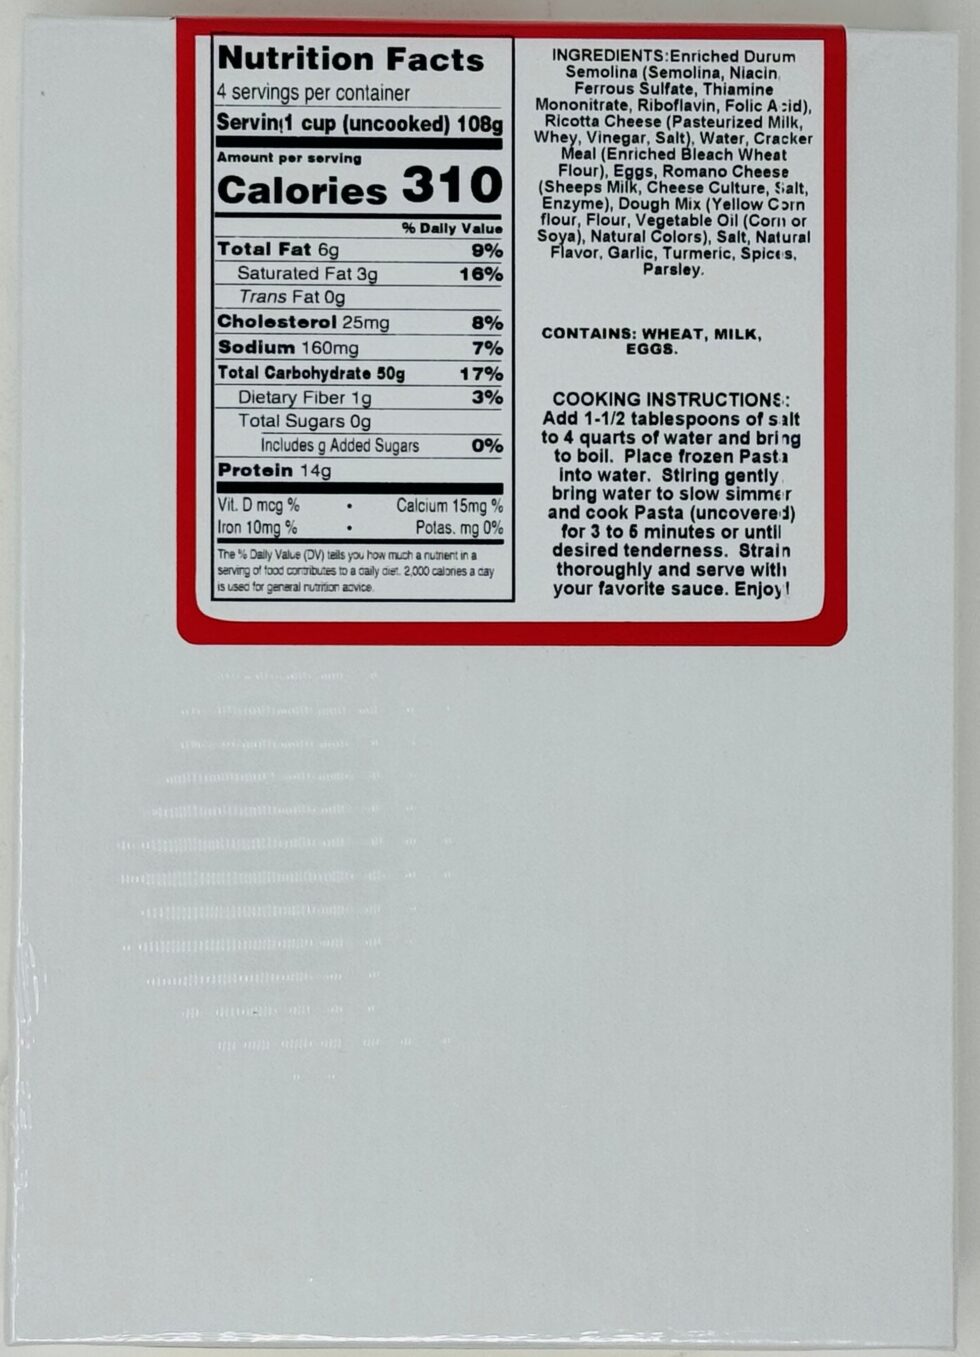 Nutrition Facts
4 servings per container
Servin 1 cup (uncooked) 108g
Amount per serving
Calories 310
% Daily Value
Total Fat 6g 9%
Saturated Fat 3g 16%
Trans Fat 0g
Cholesterol 25mg 8%
Sodium 160mg 7%
Total Carbohydrate 50g 17%
Dietary Fiber 1g 3%
Total Sugars 0g
Includes g Added Sugars 0%
Protein 14g
Vit. D mcg % • Calcium 15mg %
Iron 10mg % • Potas. mg 0%
The % Daily Value (DV) tells you how much a nutrient in a
serving of food contributes to a daily diet. 2,000 calories a day
is used for general nutrition advice.
INGREDIENTS:Enriched Durum
Semolina (Semolina, Niacin,
Ferrous Sulfate, Thiamine
Mononitrate, Riboflavin, Folic Acid),
Ricotta Cheese (Pasteurized Milk,
Whey, Vinegar, Salt), Water, Cracker
Meal (Enriched Bleach Wheat
Flour), Eggs, Romano Cheese
(Sheeps Milk, Cheese Culture, Salt,
Enzyme), Dough Mix (Yellow Corn
flour, Flour, Vegetable Oil (Corn or
Soya), Natural Colors), Salt, Natural
Flavor, Garlic, Turmeric, Spices,
Parsley.
CONTAINS: WHEAT, MILK,
EGGS.
COOKING INSTRUCTIONS:
Add 1-1/2 tablespoons of salt
to 4 quarts of water and bring
to boil. Place frozen Pasta
into water. Stiring gently
bring water to slow simmer
and cook Pasta (uncovered)
for 3 to 5 minutes or until
desired tenderness. Strain
thoroughly and serve with
your favorite sauce. Enjoy!